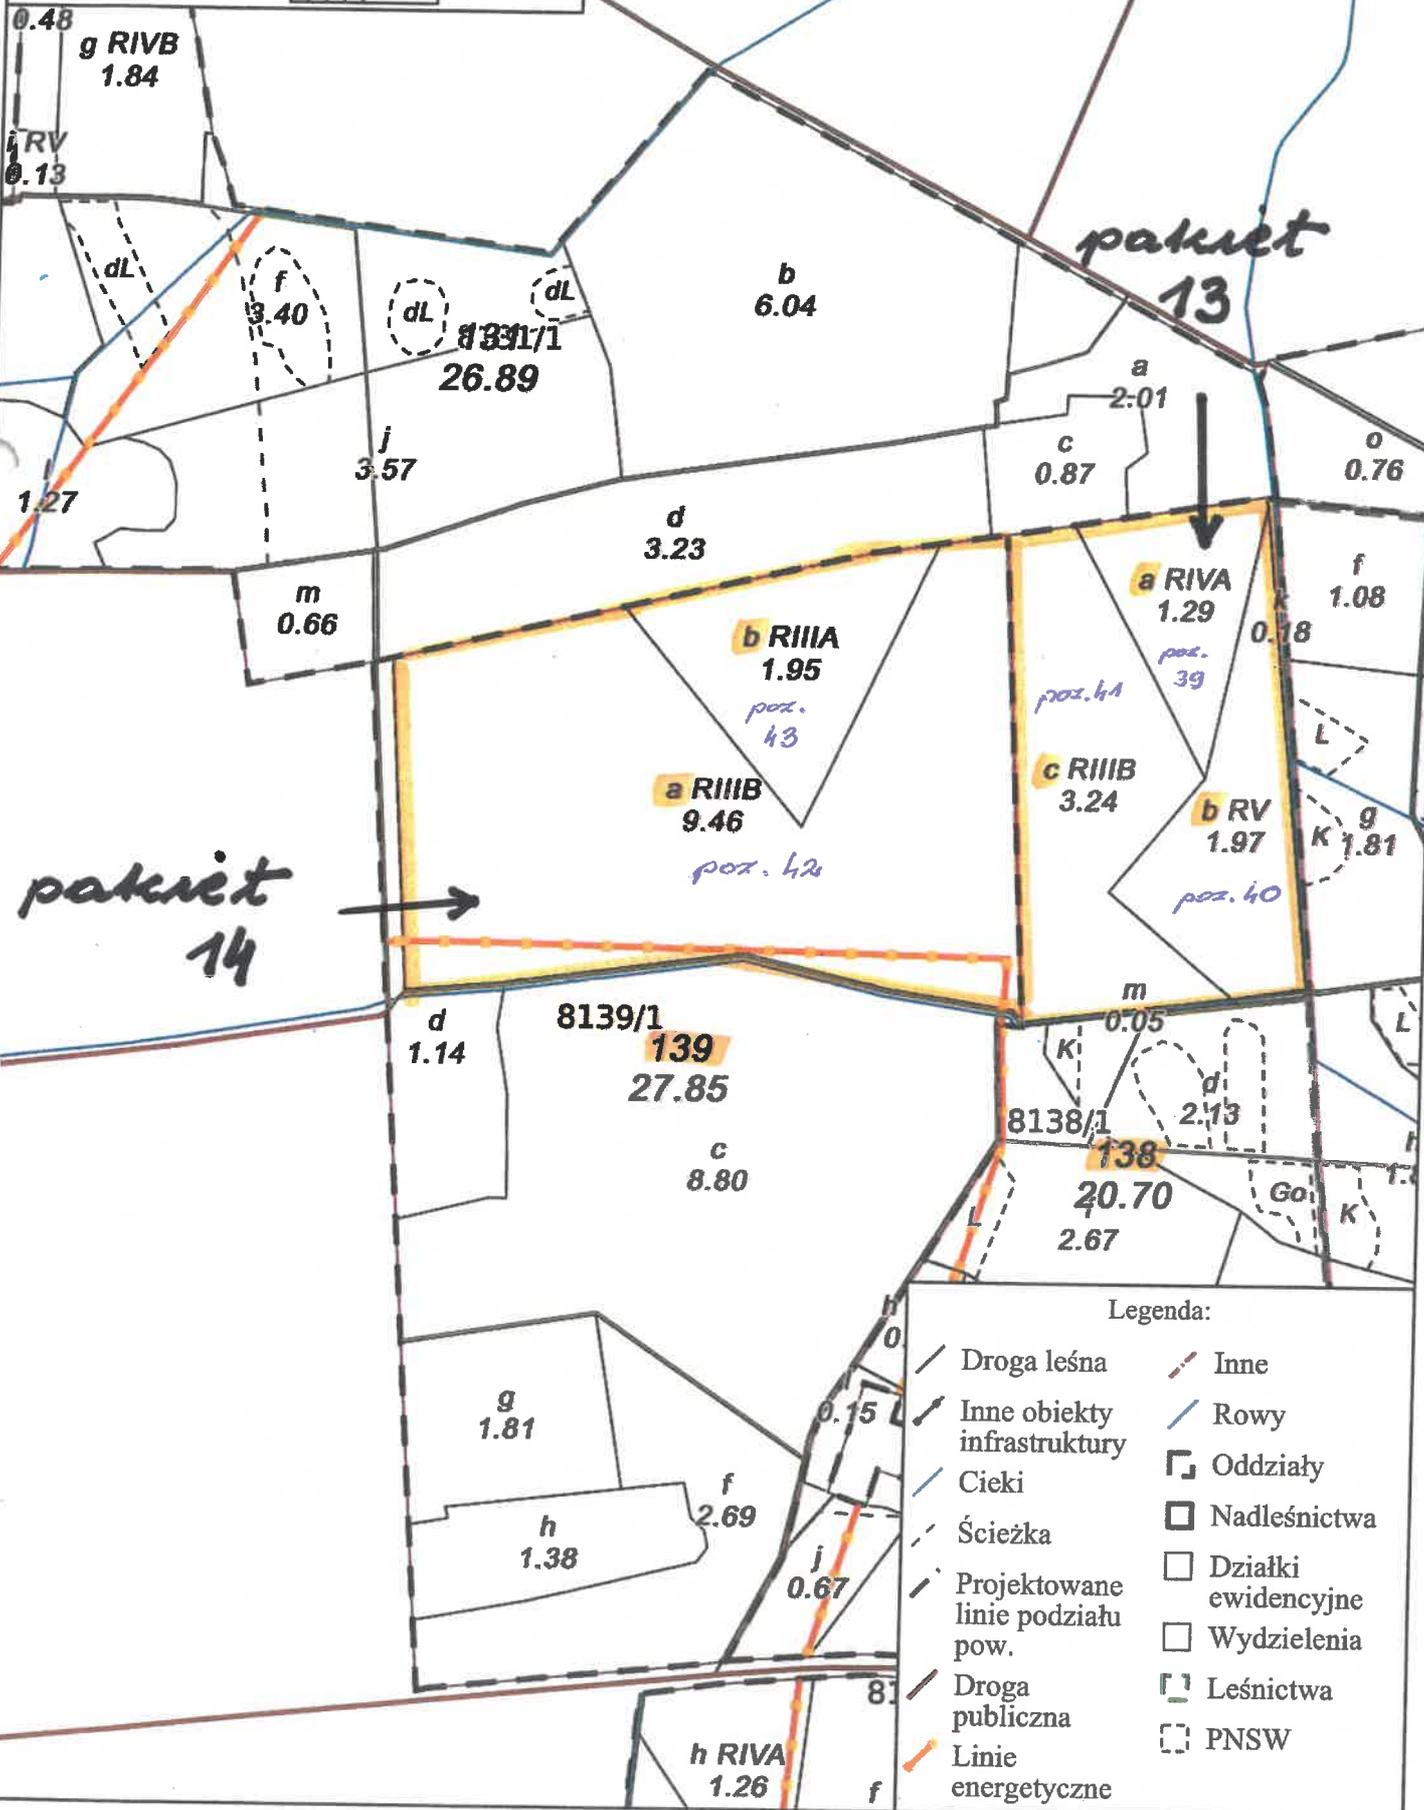 0.48
g RIVB
1.84
RV
0.13
dL
f
3.40
dL
dL
26.89
b
6.04
pakiet
13
a
2.01
c
0.87
o
0.76
j
3.57
1.27
d
3.23
m
0.66
b RIIIA
1.95
poz.
43
a RIVA
1.29
poz.
39
poz. 41
0.18
f
1.08
L
a RIIIB
9.46
poz. 42
c RIIIB
3.24
b RV
1.97
poz. 40
K
g
1.81
pakiet
14
d
1.14
8139/1
139
27.85
c
8.80
m
0.05
K
L
d
2.13
8138/1
138
20.70
2.67
Go
K
L
h
0.
0.15
g
1.81
f
2.69
h
1.38
j
0.67
h RIVA
1.26
f
Legenda:
Droga leśna
Inne obiekty
infrastruktury
Cieki
Ścieżka
Projektowane
linie podziału
pow.
Droga
publiczna
Linie
energetyczne
Inne
Rowy
Oddziały
Nadleśnictwa
Działki
ewidencyjne
Wydzielenia
Leśnictwa
PNSW